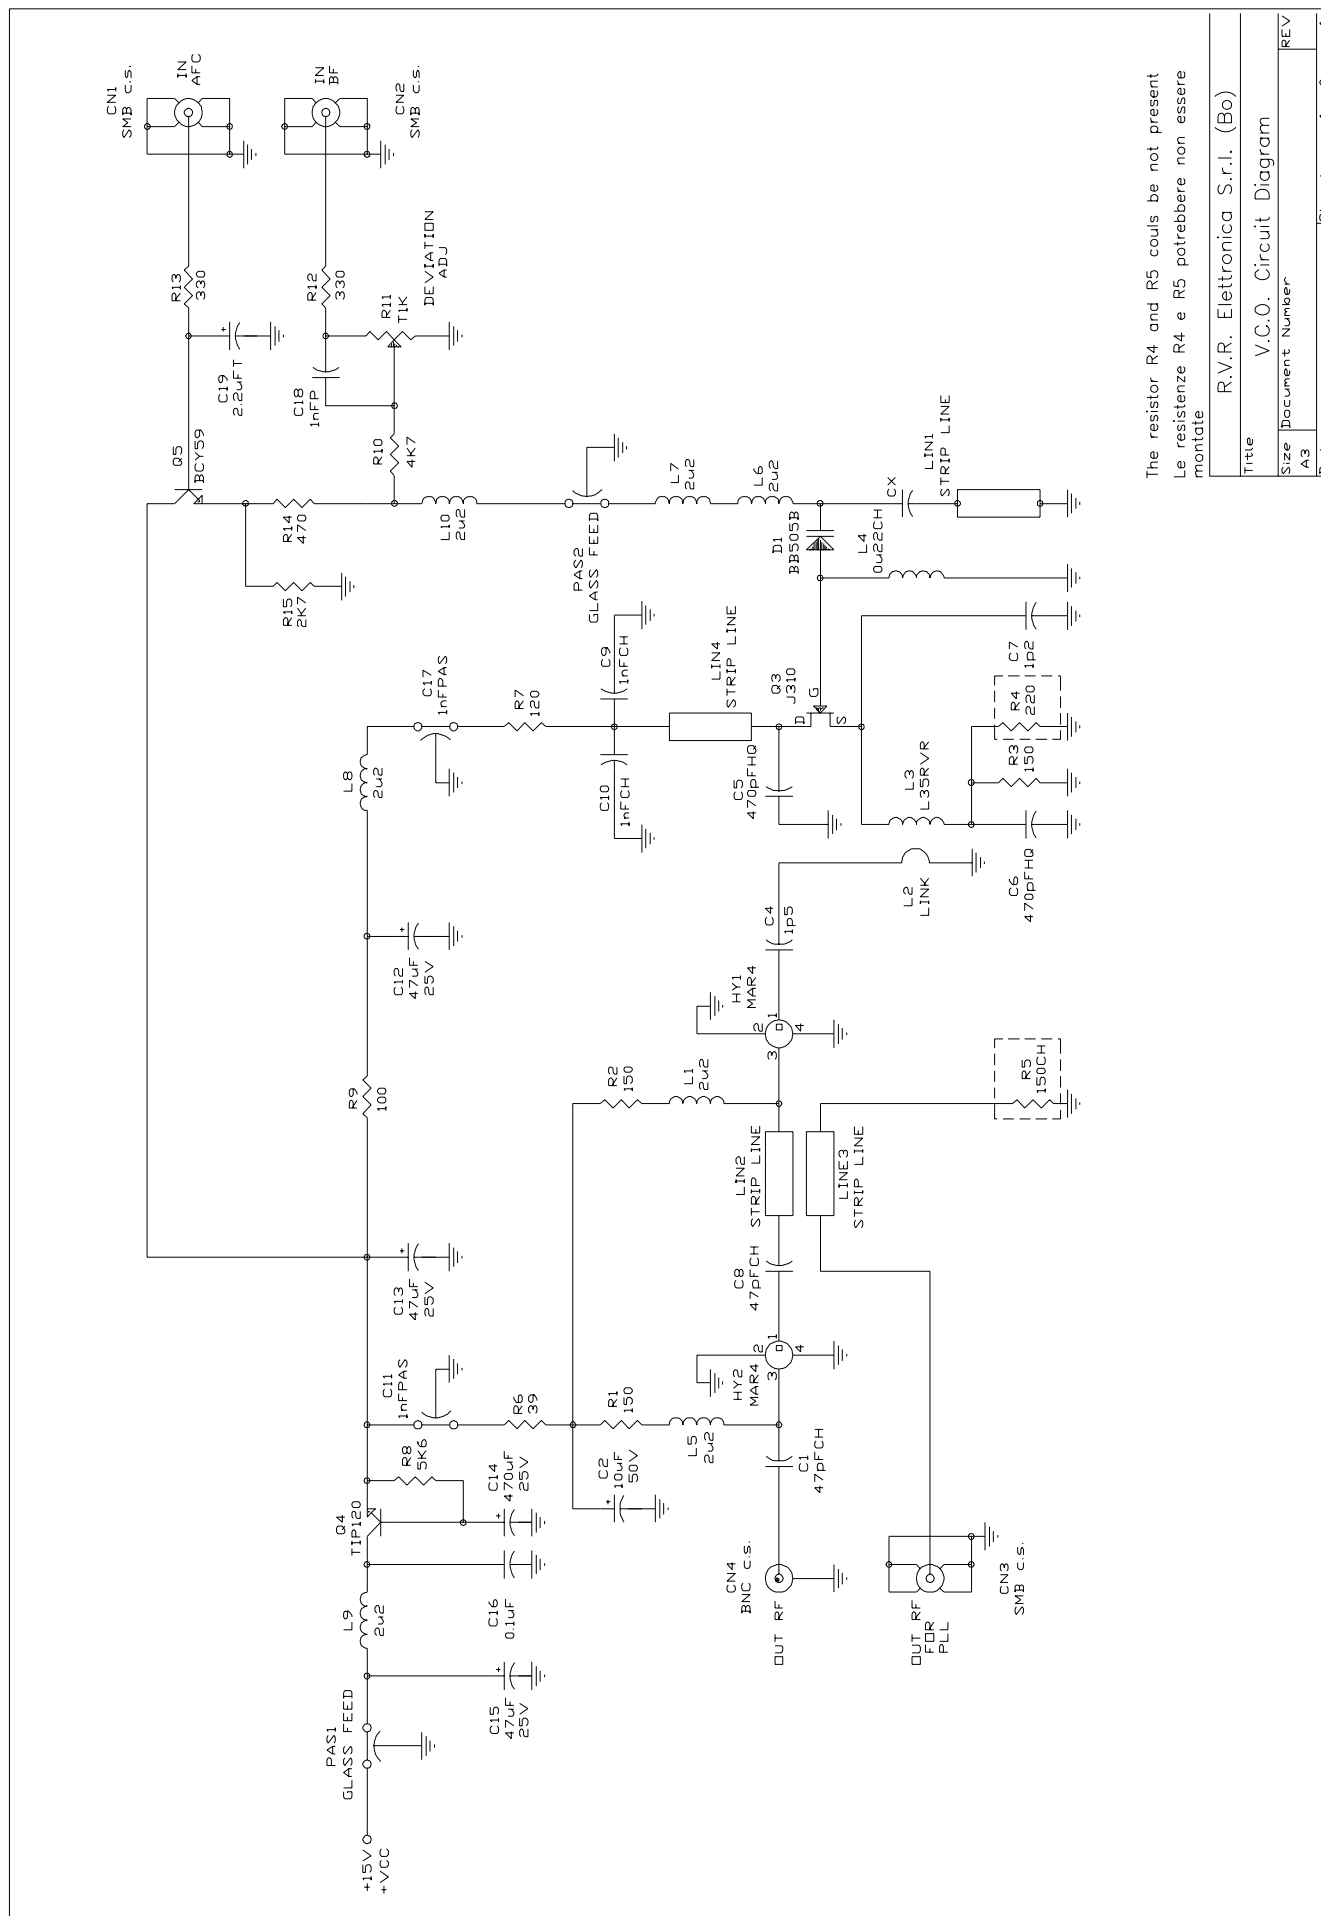 CN1
SMB c.s.
IN
AFC
IN
BF
CN2
SMB c.s.
R13
330
R12
330
R11
T1K
DEVIATION
ADJ
C19
2.2uFT
+
C18
1nFP
Q5
BCY59
R10
4K7
R14
470
R15
2K7
L10
2u2
PAS2
GLASS FEED
L7
2u2
L6
2u2
D1
BB505B
CX
LIN1
STRIP LINE
L4
0u22CH
L8
2u2
C17
1nFPAS
R7
120
C9
1nFCH
C10
1nFCH
LIN4
STRIP LINE
Q3
J310
D
G
S
C5
470pFHQ
C7
1p2
R4
220
R3
150
L3
L35RVR
C6
470pFHQ
L2
LINK
C4
1p5
C12
47uF
25V
+
HY1
MAR4
1
2
3
4
R9
100
R2
150
L1
2u2
R5
150CH
LIN2
STRIP LINE
LINE3
STRIP LINE
C13
47uF
25V
+
C8
47pFCH
HY2
MAR4
1
2
3
4
C11
1nFPAS
R6
39
R1
150
L5
2u2
R8
5K6
C14
470uF
25V
+
C2
10uF
50V
+
C1
47pFCH
Q4
TIP120
L9
2u2
C16
0.1uF
C15
47uF
25V
+
CN4
BNC c.s.
OUT RF
OUT RF
FOR
PLL
CN3
SMB c.s.
PAS1
GLASS FEED
+15V
+VCC
The resistor R4 and R5 couls be not present
Le resistenze R4 e R5 potrebbere non essere
montate
R.V.R. Elettronica S.r.l. (Bo)
Title
V.C.O. Circuit Diagram
Size
Document Number
REV
A3